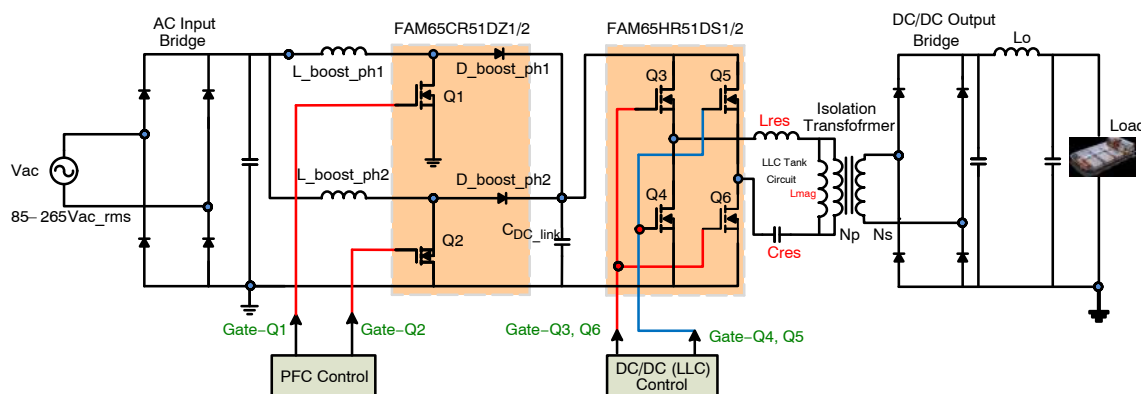 AC Input
Bridge
FAM65CR51DZ1/2
FAM65HR51DS1/2
DC/DC Output
Bridge
Lo
L_boost_ph1
D_boost_ph1
Q1
Q3
Q5
Isolation
Transfofrmer
Load
Lres
LLC Tank
Circuit
Lmag
Vac
85–265Vac_rms
L_boost_ph2
D_boost_ph2
Q2
CDC_link
Q4
Q6
Cres
Np
Ns
Gate–Q1
Gate–Q2
Gate–Q3, Q6
Gate–Q4, Q5
PFC Control
DC/DC (LLC)
Control